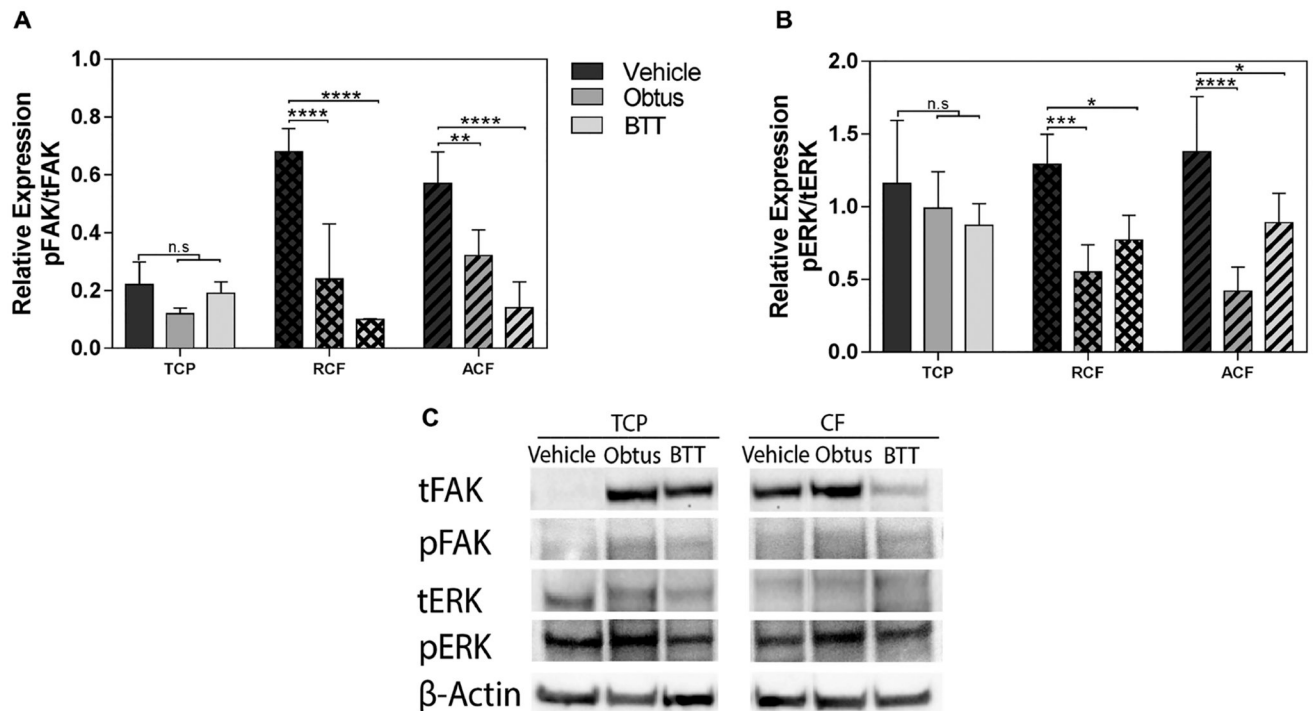 A
Relative Expression
pFAK/tFAK
1.0
0.8
0.6
0.4
0.2
0.0
n.s
****
****
****
**
TCP
RCF
ACF
Vehicle
Obtus
BTT
B
Relative Expression
pERK/tERK
2.0
1.5
1.0
0.5
0.0
n.s
*
***
*
****
TCP
RCF
ACF
C
TCP CF
Vehicle Obtus BTT Vehicle Obtus BTT
tFAK
pFAK
tERK
pERK
β-Actin